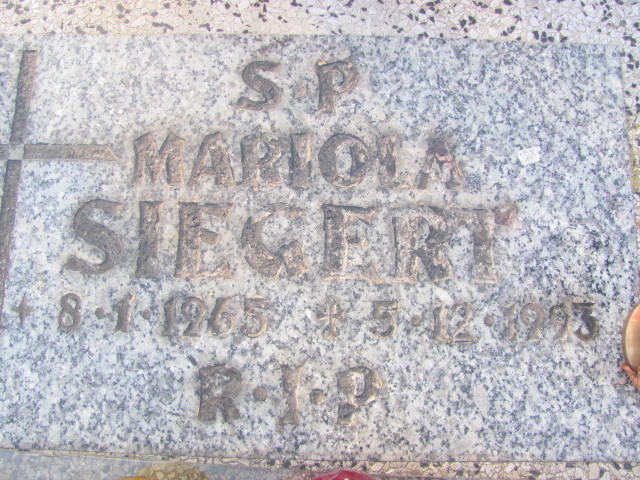 Ś·P
MARIOLA
SIEGERT
* 8·1·1965 + 5·12·1993
R·I·P